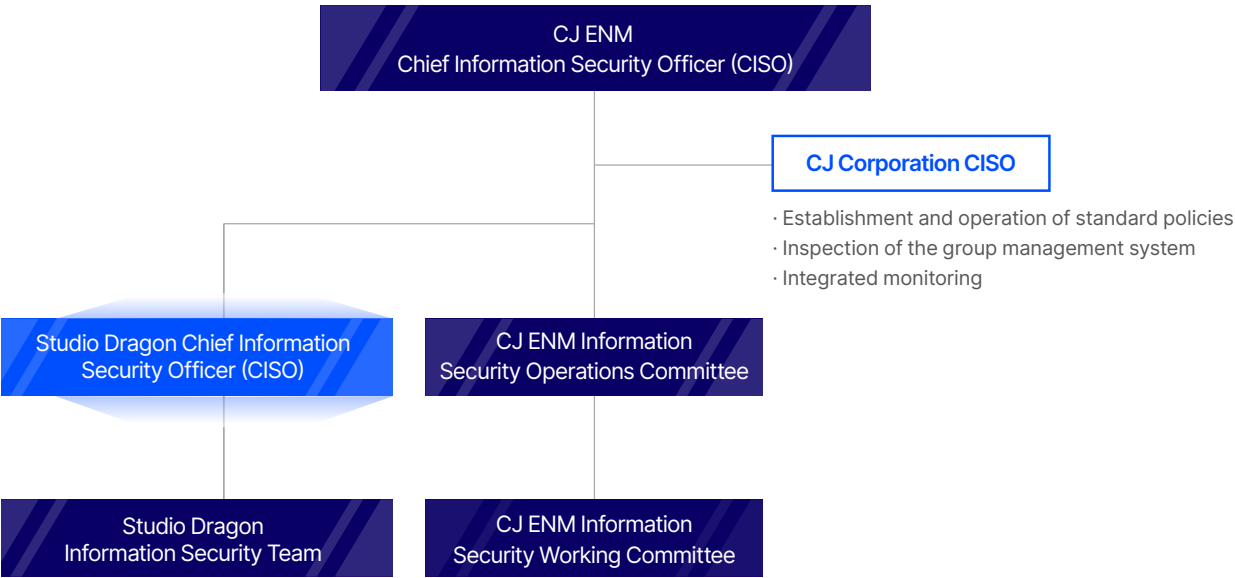 CJ ENM
Chief Information Security Officer (CISO)
CJ Corporation CISO
· Establishment and operation of standard policies
· Inspection of the group management system
· Integrated monitoring
Studio Dragon Chief Information
Security Officer (CISO)
CJ ENM Information
Security Operations Committee
Studio Dragon
Information Security Team
CJ ENM Information
Security Working Committee